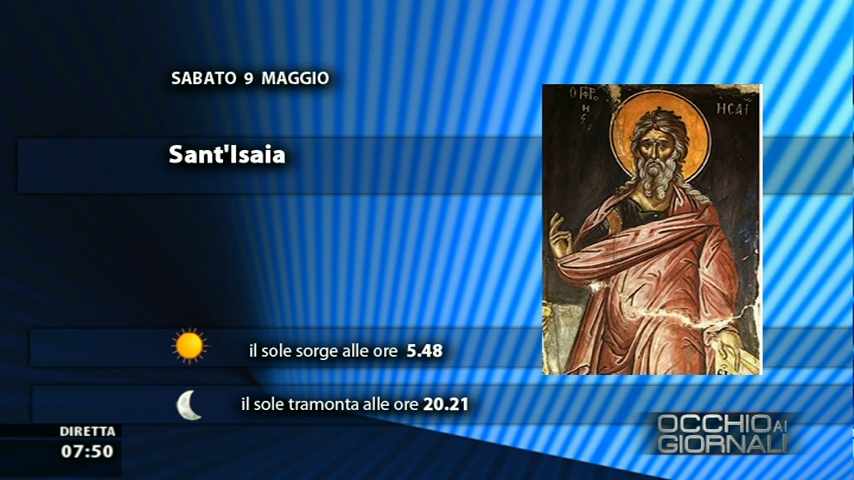 SABATO 9 MAGGIO
Sant'Isaia
il sole sorge alle ore 5.48
il sole tramonta alle ore 20.21
DIRETTA
07:50
OCCHIO AI
GIORNALI